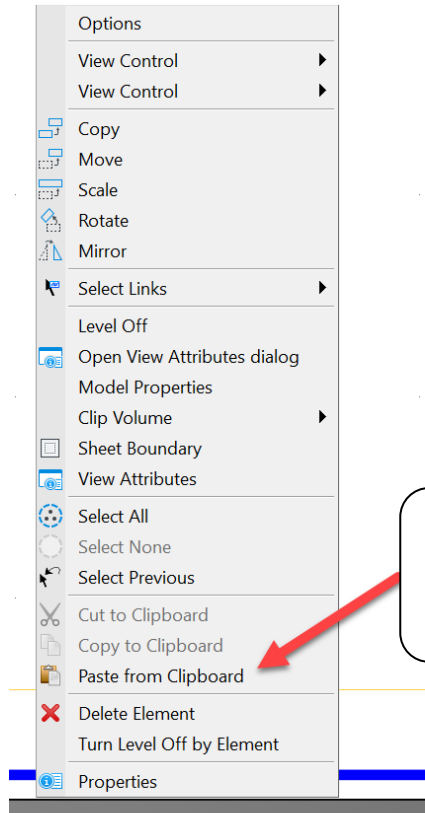 Options
View Control
View Control
Copy
Move
Scale
Rotate
Mirror
Select Links
Level Off
Open View Attributes dialog
Model Properties
Clip Volume
Sheet Boundary
View Attributes
Select All
Select None
Select Previous
Cut to Clipboard
Copy to Clipboard
Paste from Clipboard
Delete Element
Turn Level Off by Element
Properties